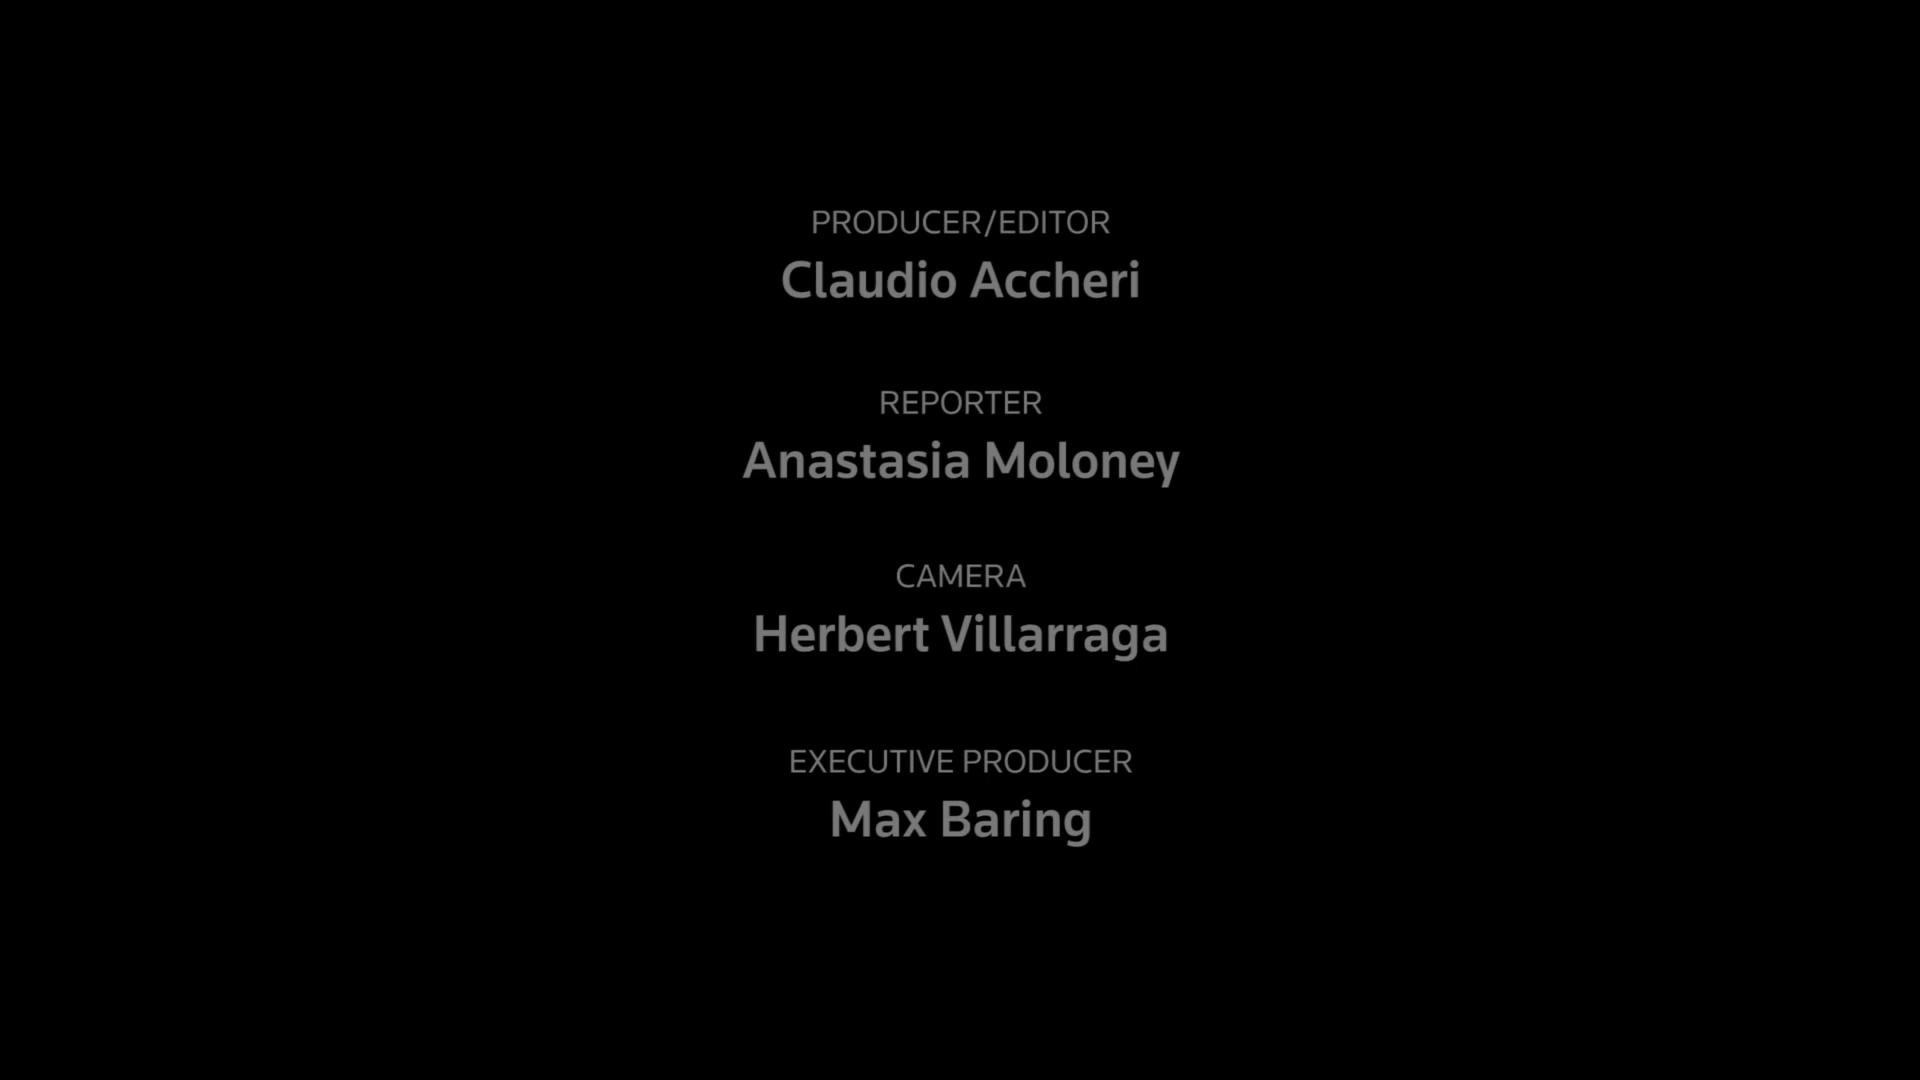 PRODUCER/EDITOR
Claudio Accheri
REPORTER
Anastasia Moloney
CAMERA
Herbert Villarraga
EXECUTIVE PRODUCER
Max Baring